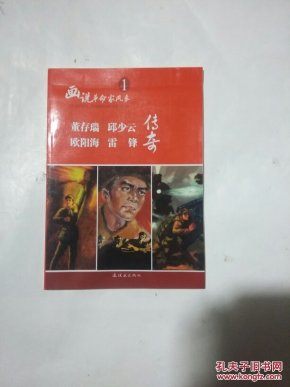 1
画说革命家风采
董存瑞 邱少云
欧阳海 雷锋
传奇
孔夫子旧书网